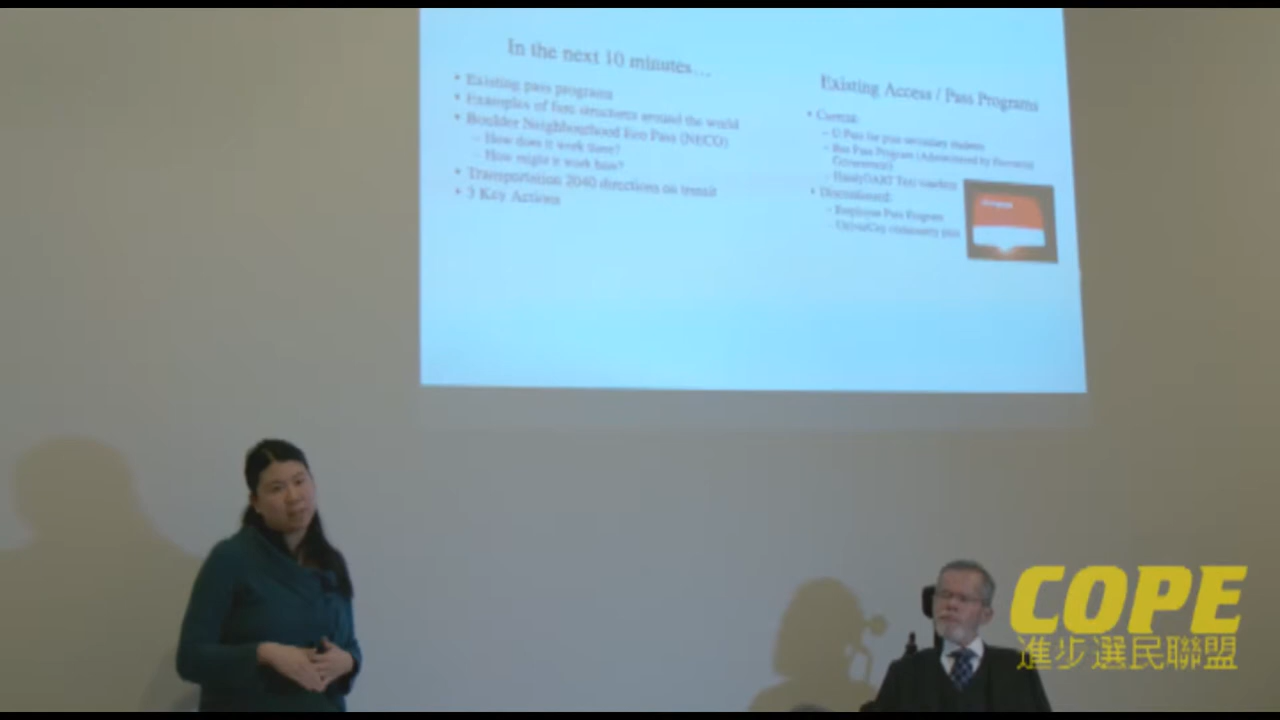 In the next 10 minutes...
• Existing pass programs
• Examples of fare structures around the world
• Boulder Neighbourhood Eco Pass (NECO)
– How does it work there?
– How might it work here?
• Transportation 2040 directions on transit
• 3 Key Actions
Existing Access / Pass Programs
• Current:
– U-Pass for post secondary students
– Bus Pass Program (Administered by Provincial
Government)
– HandyDART Taxi
• Discontinued:
– Employee Pass Program
– community pass
COPE
進步選民聯盟